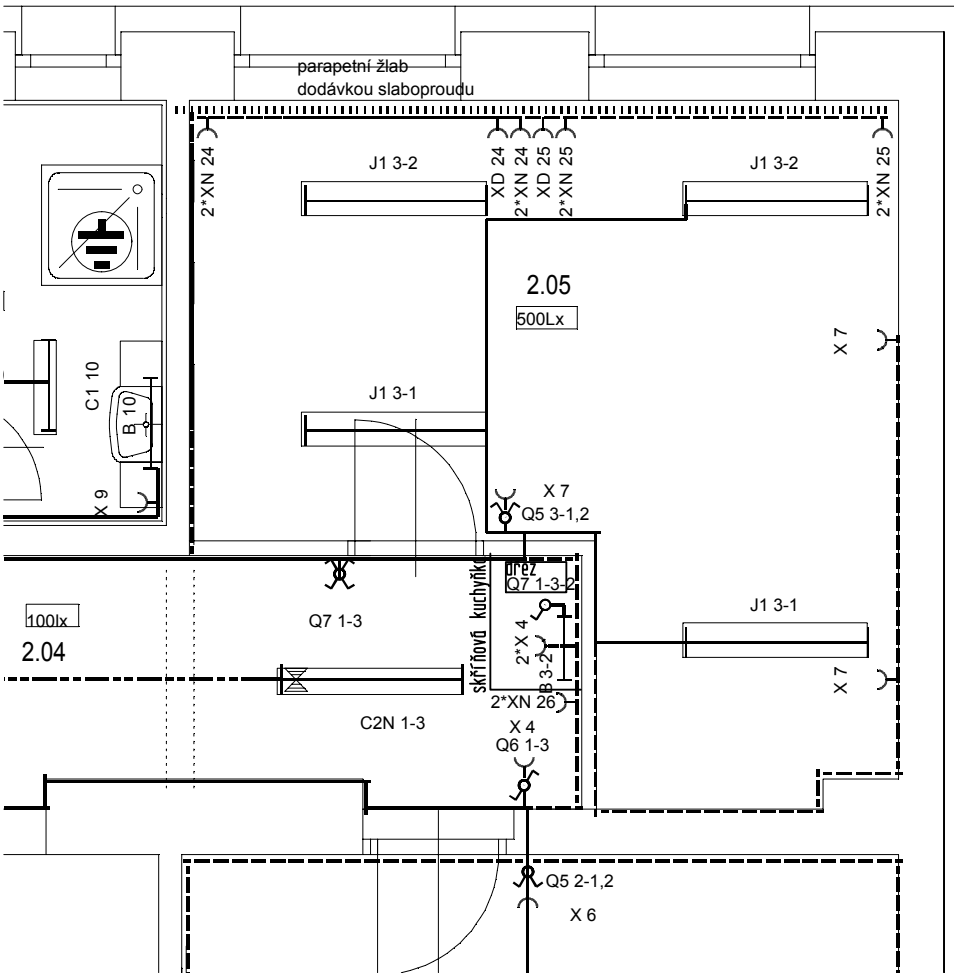 parapetní žlab
dodávkou slaboproudu
2*XN 24
J1 3-2
XD 24
2*XN 24
XD 25
2*XN 25
J1 3-2
2*XN 25
2.05
500Lx
X 7
C1 10
B 10
J1 3-1
X 9
X 7
Q5 3-1,2
skříňová kuchyňka
dřez
Q7 1-3-2
100lx
2.04
Q7 1-3
2*X 4
B 3-2
J1 3-1
X 7
2*XN 26
C2N 1-3
X 4
Q6 1-3
Q5 2-1,2
X 6